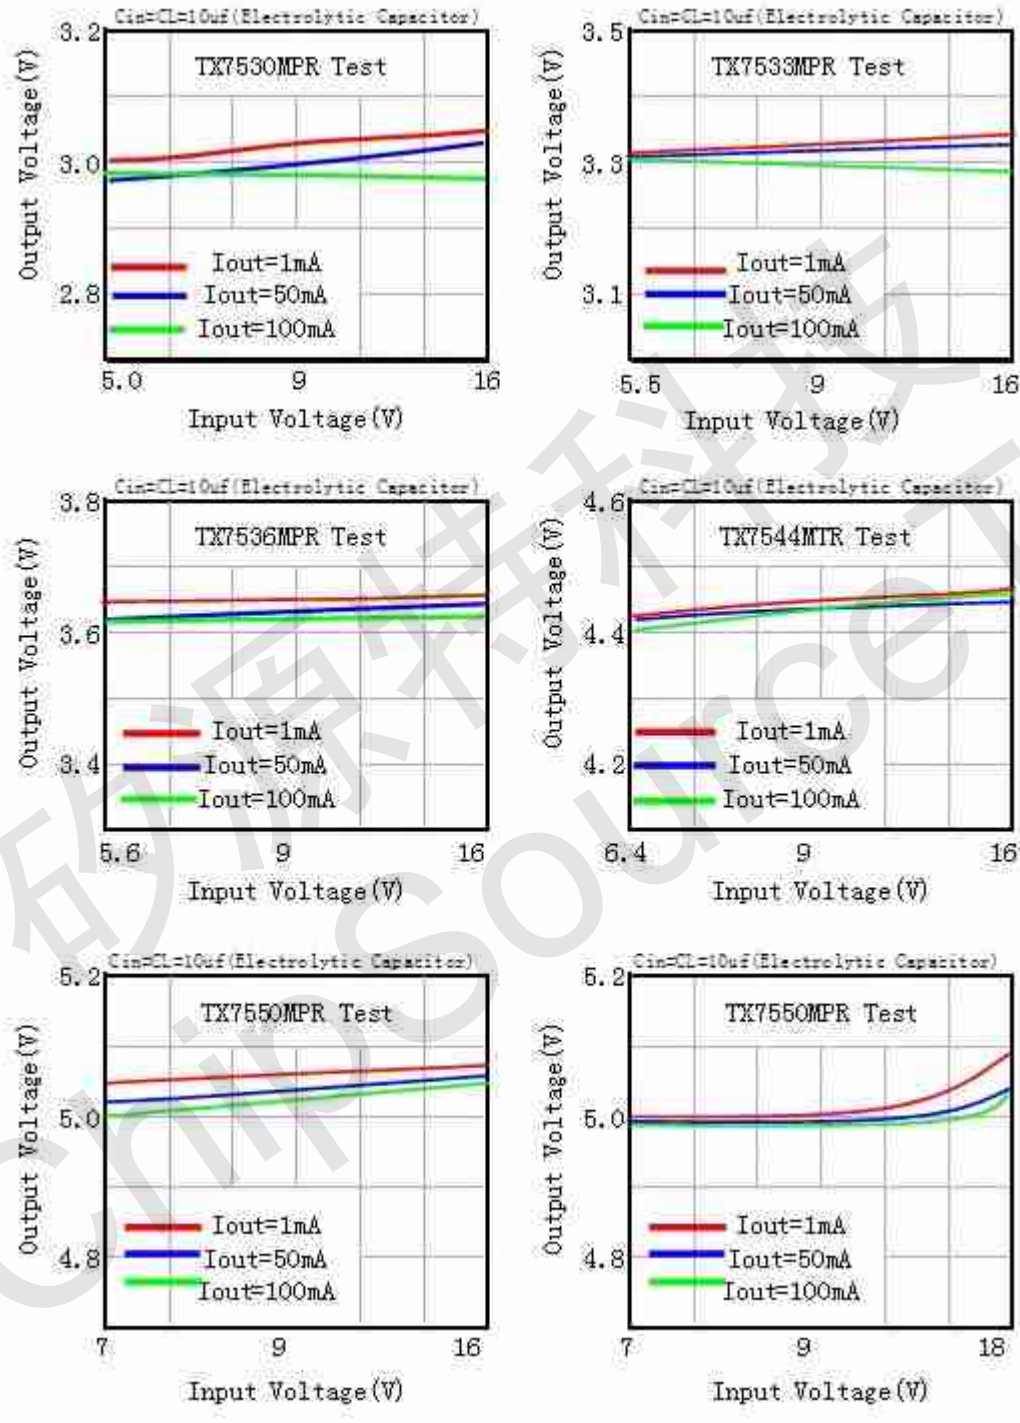 Cin=CL=10uf(Electrolytic Capacitor)
TX7530MPR Test
Output Voltage(V)
3.2
3.0
2.8
Iout=1mA
Iout=50mA
Iout=100mA
5.0 9 16
Input Voltage(V)
Cin=CL=10uf(Electrolytic Capacitor)
TX7533MPR Test
Output Voltage(V)
3.5
3.3
3.1
Iout=1mA
Iout=50mA
Iout=100mA
5.5 9 16
Input Voltage(V)
Cin=CL=10uf(Electrolytic Capacitor)
TX7536MPR Test
Output Voltage(V)
3.8
3.6
3.4
Iout=1mA
Iout=50mA
Iout=100mA
5.6 9 16
Input Voltage(V)
Cin=CL=10uf(Electrolytic Capacitor)
TX7544MTR Test
Output Voltage(V)
4.6
4.4
4.2
Iout=1mA
Iout=50mA
Iout=100mA
6.4 9 16
Input Voltage(V)
Cin=CL=10uf(Electrolytic Capacitor)
TX7550MPR Test
Output Voltage(V)
5.2
5.0
4.8
Iout=1mA
Iout=50mA
Iout=100mA
7 9 16
Input Voltage(V)
Cin=CL=10uf(Electrolytic Capacitor)
TX7550MPR Test
Output Voltage(V)
5.2
5.0
4.8
Iout=1mA
Iout=50mA
Iout=100mA
7 9 18
Input Voltage(V)
矽源特科技
ChipSource T